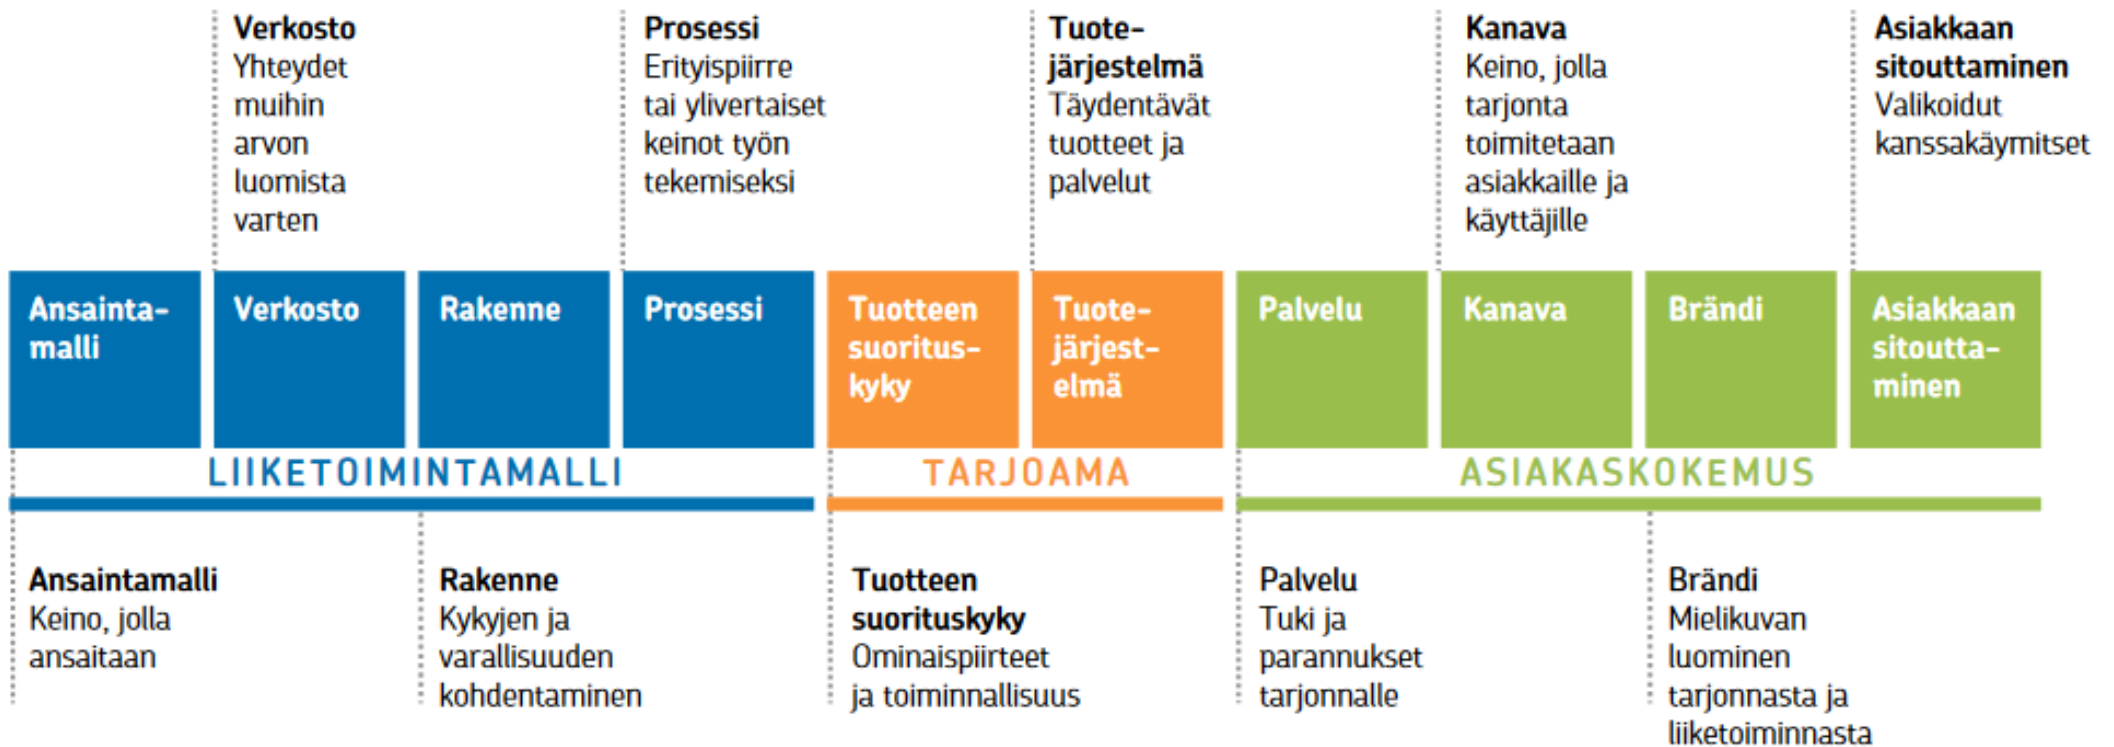 Verkosto
Yhteydet
muihin
arvon
luomista
varten
Prosessi
Erityispiirre
tai ylivertaiset
keinot työn
tekemiseksi
Tuote-
järjestelmä
Täydentävät
tuotteet ja
palvelut
Kanava
Keino, jolla
tarjonta
toimitetaan
asiakkaille ja
käyttäjille
Asiakkaan
sitouttaminen
Valikoidut
kanssakäymitset
Ansainta-
malli
Verkosto
Rakenne
Prosessi
Tuotteen
suoritus-
kyky
Tuote-
järjest-
elmä
Palvelu
Kanava
Brändi
Asiakkaan
sitoutta-
minen
LIIKETOIMINTAMALLI
TARJOAMA
ASIAKASKOKEMUS
Ansaintamalli
Keino, jolla
ansaitaan
Rakenne
Kykyjen ja
varallisuuden
kohdentaminen
Tuotteen
suorituskyky
Ominaispiirteet
ja toiminnallisuus
Palvelu
Tuki ja
parannukset
tarjonnalle
Brändi
Mielikuvan
luominen
tarjonnasta ja
liiketoiminnasta